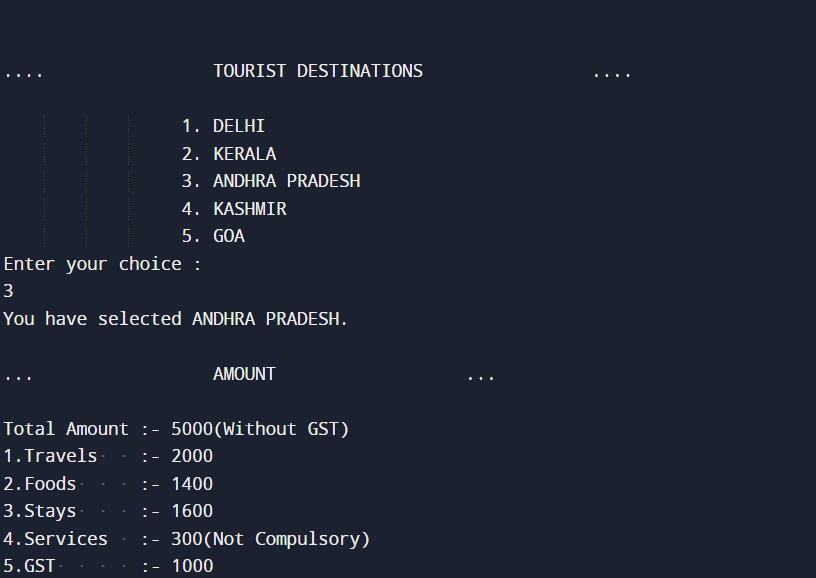 .... TOURIST DESTINATIONS ....
1. DELHI
2. KERALA
3. ANDHRA PRADESH
4. KASHMIR
5. GOA
Enter your choice :
3
You have selected ANDHRA PRADESH.
... AMOUNT ...
Total Amount :- 5000(Without GST)
1.Travels :- 2000
2.Foods :- 1400
3.Stays :- 1600
4.Services :- 300(Not Compulsory)
5.GST :- 1000